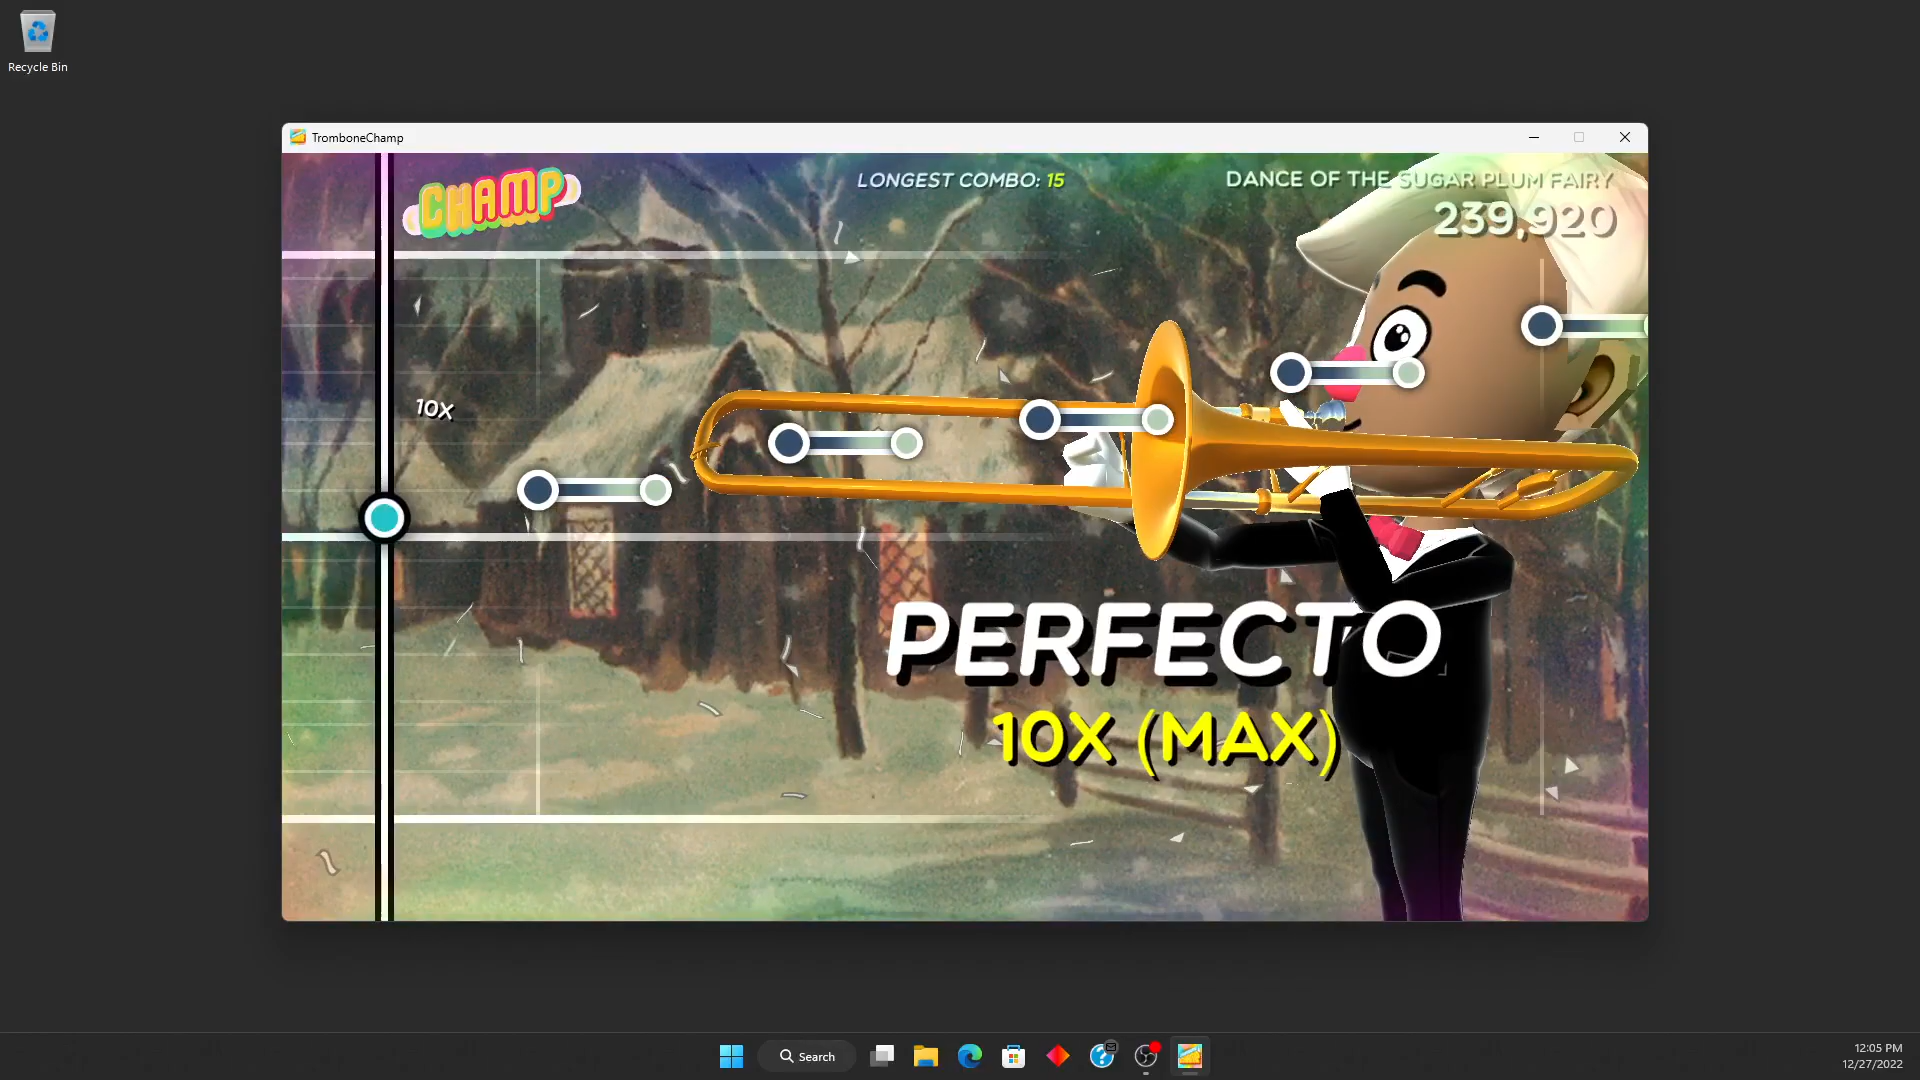 Recycle Bin
TromboneChamp
CHAMP
LONGEST COMBO: 15
DANCE OF THE SUGAR PLUM FAIRY
239,920
10X
PERFECTO
10X (MAX)
Search
12:05 PM
12/27/2022